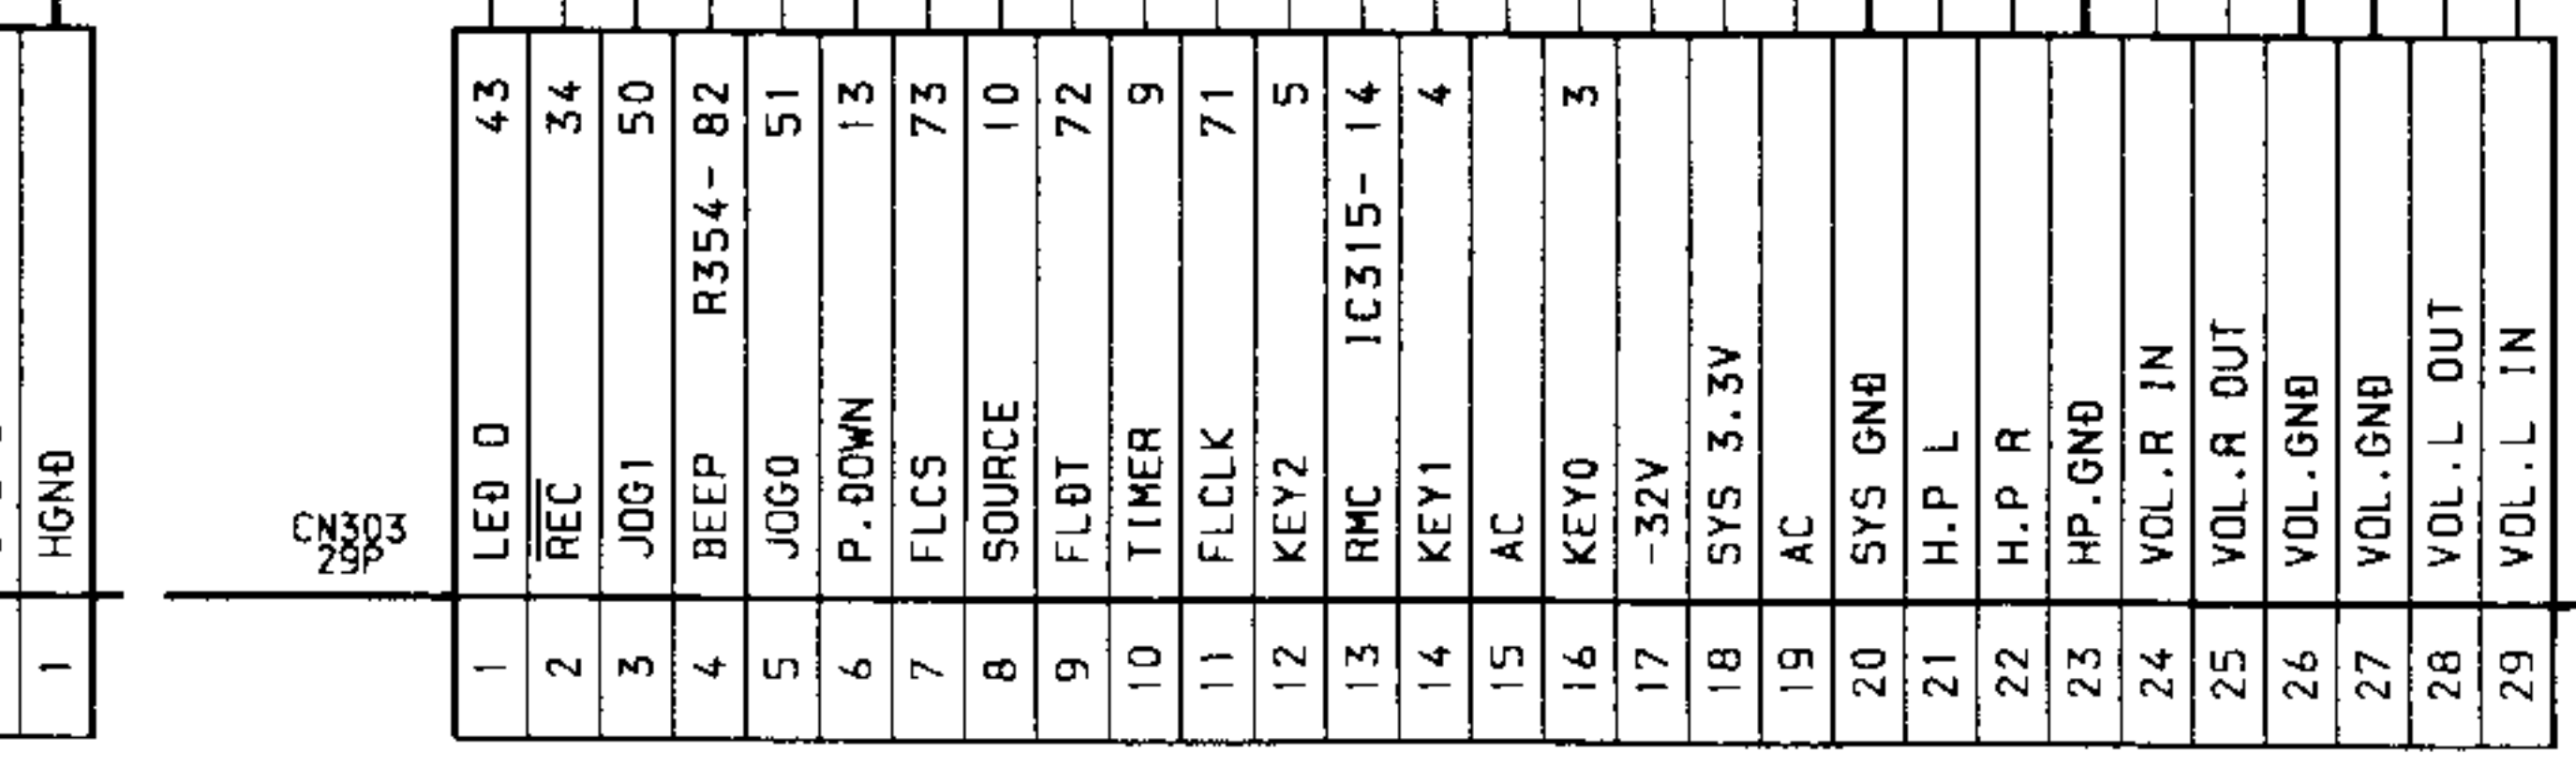 1 HGND
CN303
29P
1 LED 0 43
2 REC 34
3 JOG1 50
4 BEEP R354- 82
5 JOG0 51
6 P.DOWN 13
7 FLCS 73
8 SOURCE 10
9 FLDT 72
10 TIMER 9
11 FLCLK 71
12 KEY2 5
13 RMC IC315- 14
14 KEY1 4
15 AC
16 KEY0 3
17 -32V
18 SYS 3.3V
19 AC
20 SYS GND
21 H.P L
22 H.P R
23 HP.GND
24 VOL.R IN
25 VOL.R OUT
26 VOL.GND
27 VOL.GND
28 VOL.L OUT
29 VOL.L IN